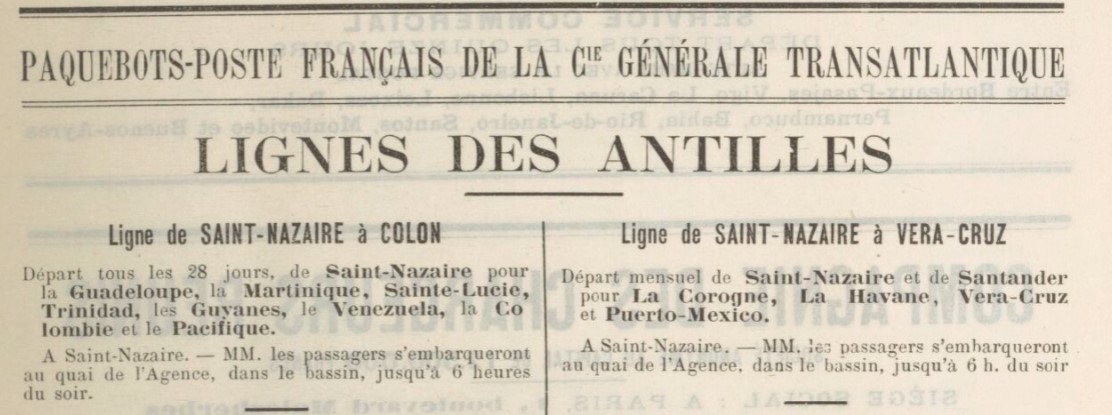 PAQUEBOTS-POSTE FRANÇAIS DE LA CIE GÉNÉRALE TRANSATLANTIQUE
LIGNES DES ANTILLES
Ligne de SAINT-NAZAIRE à COLON
Départ tous les 28 jours, de Saint-Nazaire pour
la Guadeloupe, la Martinique, Sainte-Lucie,
Trinidad, les Guyanes, le Venezuela, la Co
lombie et le Pacifique.
A Saint-Nazaire. — MM. les passagers s'embarqueront
au quai de l'Agence, dans le bassin, jusqu'à 6 heures
du soir.
Ligne de SAINT-NAZAIRE à VERA-CRUZ
Départ mensuel de Saint-Nazaire et de Santander
pour La Corogne, La Havane, Vera-Cruz
et Puerto-Mexico.
A Saint-Nazaire. — MM. les passagers s'embarqueront
au quai de l'Agence, dans le bassin, jusqu'à 6 h. du soir